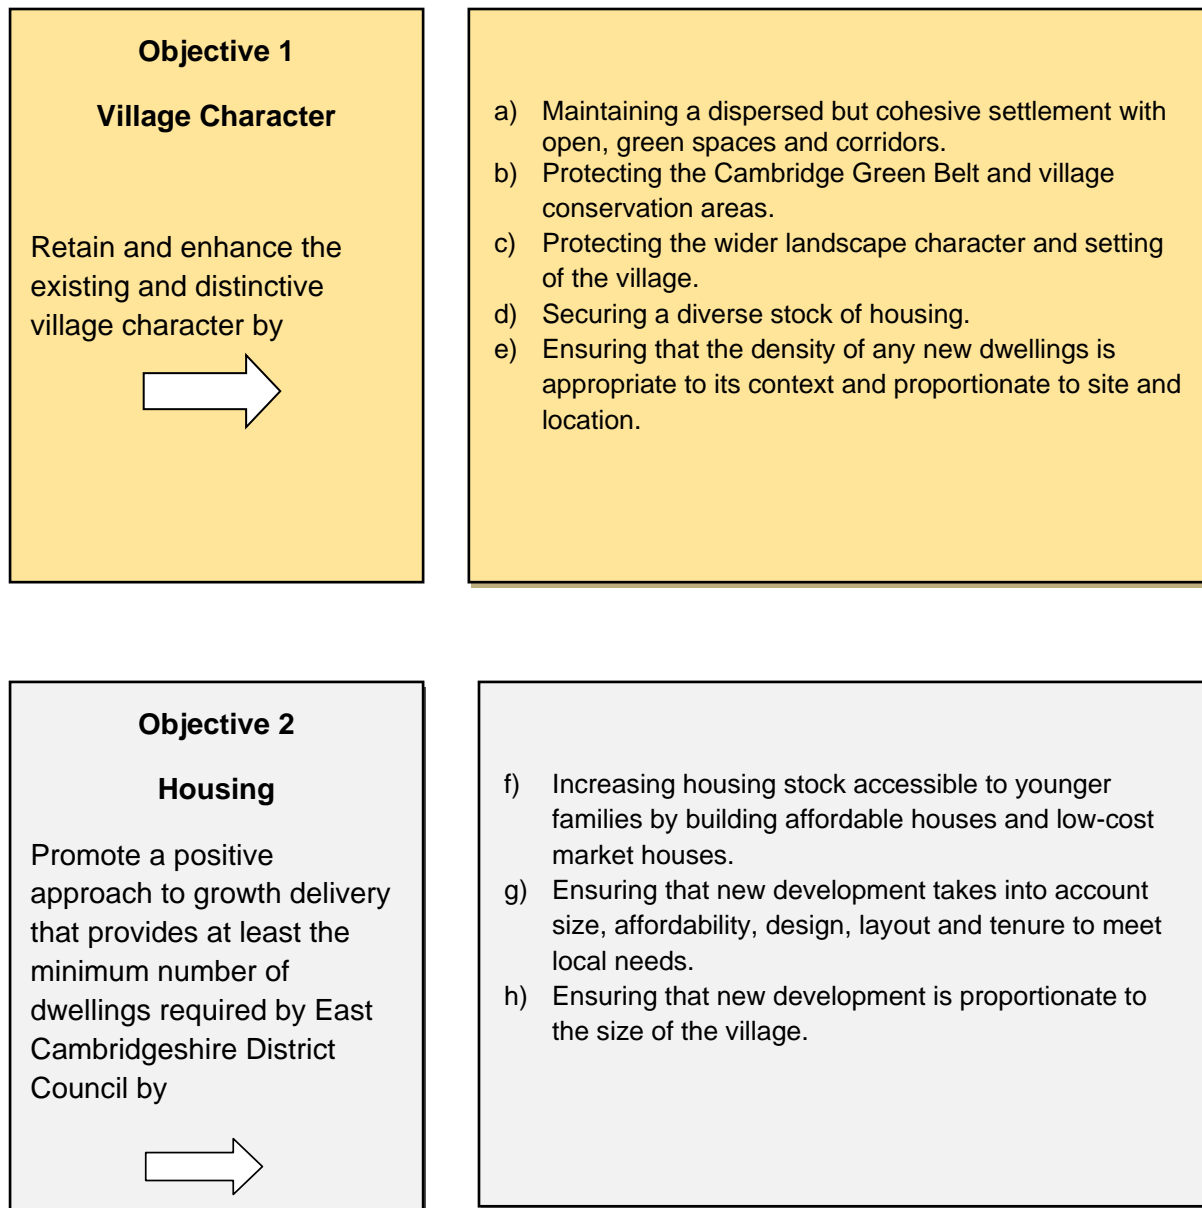 Objective 1
Village Character
Retain and enhance the
existing and distinctive
village character by
a) Maintaining a dispersed but cohesive settlement with
open, green spaces and corridors.
b) Protecting the Cambridge Green Belt and village
conservation areas.
c) Protecting the wider landscape character and setting
of the village.
d) Securing a diverse stock of housing.
e) Ensuring that the density of any new dwellings is
appropriate to its context and proportionate to site and
location.
Objective 2
Housing
Promote a positive
approach to growth delivery
that provides at least the
minimum number of
dwellings required by East
Cambridgeshire District
Council by
f) Increasing housing stock accessible to younger
families by building affordable houses and low-cost
market houses.
g) Ensuring that new development takes into account
size, affordability, design, layout and tenure to meet
local needs.
h) Ensuring that new development is proportionate to
the size of the village.